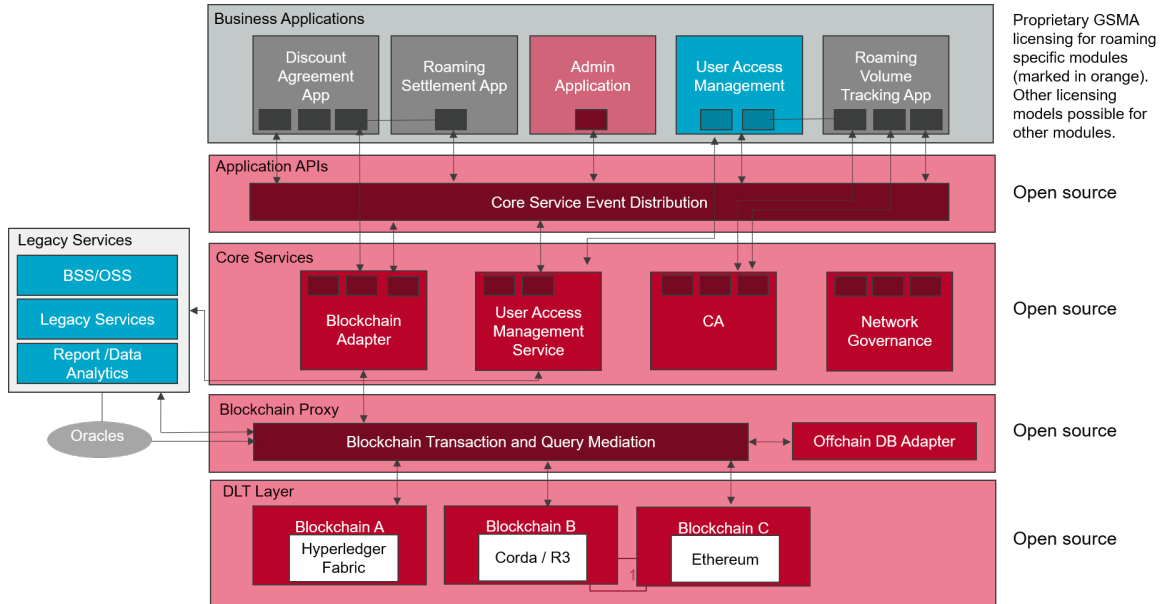 Business Applications
Discount
Agreement
App
Roaming
Settlement App
Admin
Application
User Access
Management
Roaming
Volume
Tracking App
Proprietary GSMA
licensing for roaming
specific modules
(marked in orange).
Other licensing
models possible for
other modules.
Application APIs
Core Service Event Distribution
Open source
Legacy Services
BSS/OSS
Legacy Services
Report /Data
Analytics
Oracles
Core Services
Blockchain
Adapter
User Access
Management
Service
CA
Network
Governance
Open source
Blockchain Proxy
Blockchain Transaction and Query Mediation
Offchain DB Adapter
Open source
DLT Layer
Blockchain A
Hyperledger
Fabric
Blockchain B
Corda / R3
1
Blockchain C
Ethereum
Open source